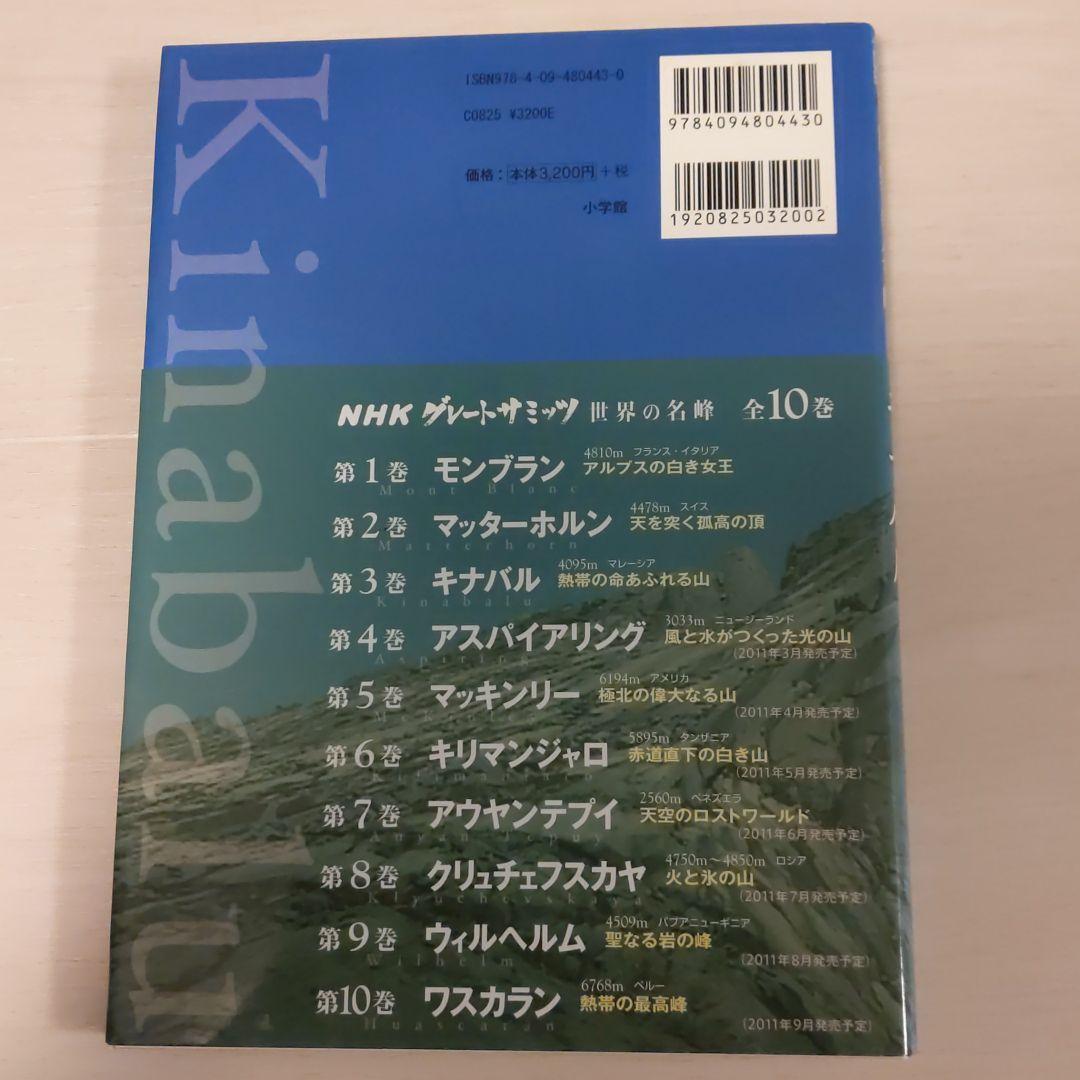 Kinabalu
ISBN978-4-09-480443-0
C0825 ¥3200E
価格：本体3,200円＋税
小学館
9784094804430
1920825032002
NHK グレートサミッツ 世界の名峰 全10巻
4810m フランス・イタリア
第1巻 モンブラン アルプスの白き女王
Mont Blanc
4478m スイス
第2巻 マッターホルン 天を突く孤高の頂
Matterhorn
4095m マレーシア
第3巻 キナバル 熱帯の命あふれる山
Kinabalu
3033m ニュージーランド
第4巻 アスパイアリング 風と水がつくった光の山
Aspiring
（2011年3月発売予定）
6194m アメリカ
第5巻 マッキンリー 極北の偉大なる山
McKinley
（2011年4月発売予定）
5895m タンザニア
第6巻 キリマンジャロ 赤道直下の白き山
Kilimanjaro
（2011年5月発売予定）
2560m ベネズエラ
第7巻 アウヤンテプイ 天空のロストワールド
（2011年6月発売予定）
4750m～4850m ロシア
第8巻 クリュチェフスカヤ 火と氷の山
Klyuchevskaya
（2011年7月発売予定）
4509m パプアニューギニア
第9巻 ウィルヘルム 聖なる岩の峰
Wilhelm
（2011年8月発売予定）
6768m ペルー
第10巻 ワスカラン 熱帯の最高峰
Huascaran
（2011年9月発売予定）